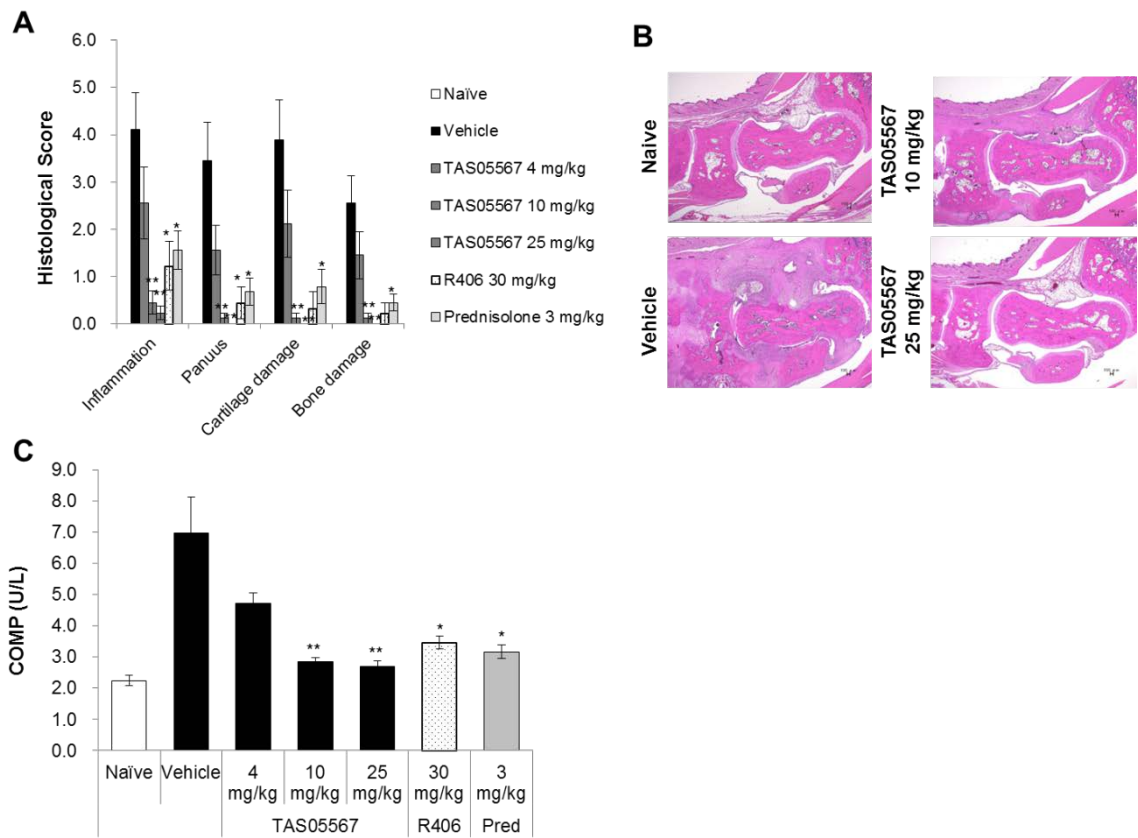 A
Histological Score
6.0
5.0
4.0
3.0
2.0
1.0
0.0
** ** * *
** ** * *
** ** *
** ** *
Inflammation
Pannus
Cartilage damage
Bone damage
Naïve
Vehicle
TAS05567 4 mg/kg
TAS05567 10 mg/kg
TAS05567 25 mg/kg
R406 30 mg/kg
Prednisolone 3 mg/kg
B
Naive
TAS05567
10 mg/kg
Vehicle
TAS05567
25 mg/kg
C
COMP (U/L)
9.0
8.0
7.0
6.0
5.0
4.0
3.0
2.0
1.0
0.0
** ** * *
Naïve Vehicle 4 10 25 30 3
mg/kg mg/kg mg/kg mg/kg mg/kg
TAS05567 R406 Pred